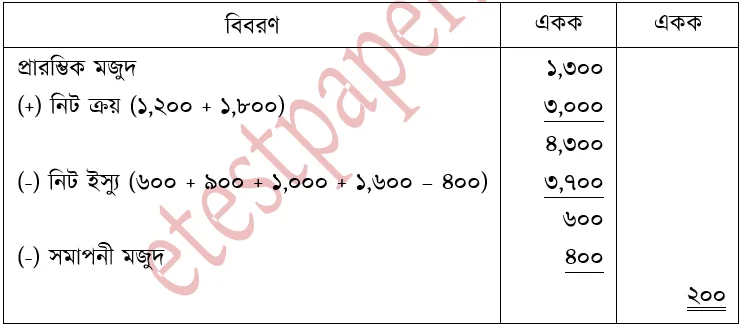 বিবরণ একক একক
প্রারম্ভিক মজুদ ১,৩০০
(+) নিট ক্রয় (১,২০০ + ১,৮০০) ৩,০০০
৪,৩০০
(-) নিট ইস্যু (৬০০ + ৯০০ + ১,০০০ + ১,৬০০ – ৪০০) ৩,৭০০
৬০০
(-) সমাপনী মজুদ ৪০০
২০০
etestpaper